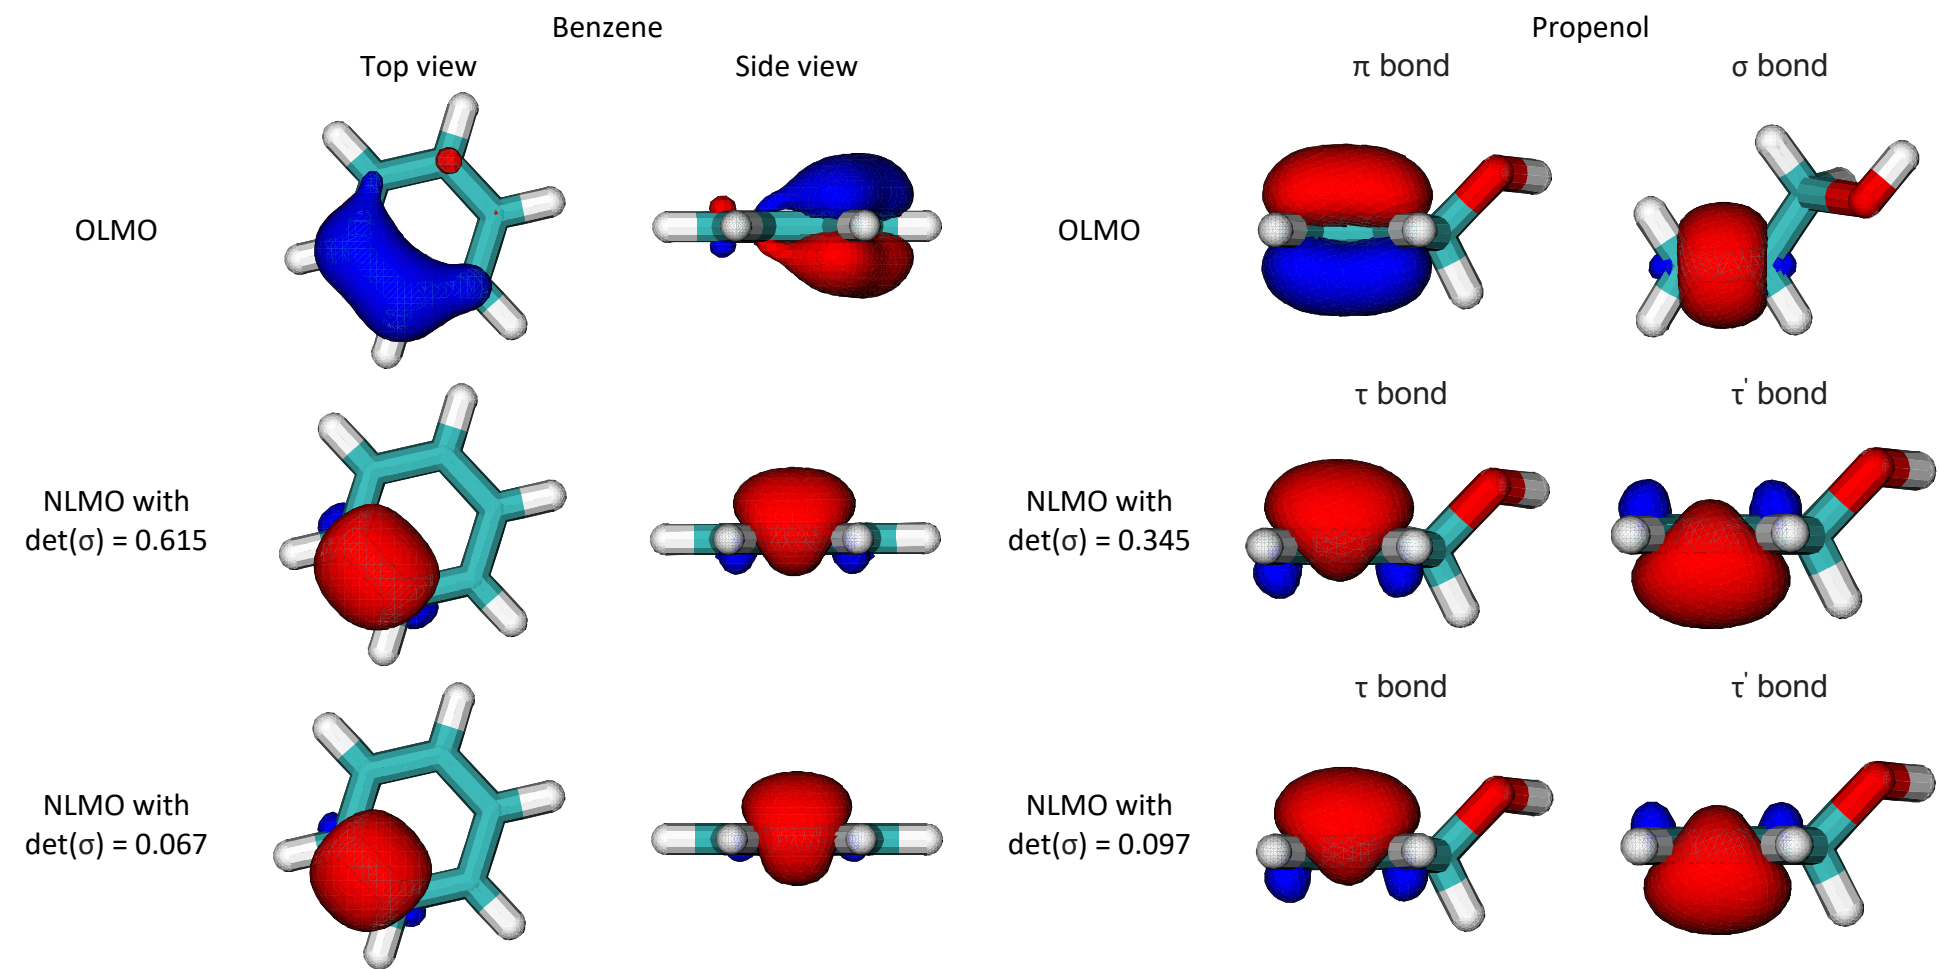 Benzene
Propenol
Top view
Side view
π bond
σ bond
OLMO
OLMO
τ bond
τ' bond
NLMO with
det(σ) = 0.615
NLMO with
det(σ) = 0.345
τ bond
τ' bond
NLMO with
det(σ) = 0.067
NLMO with
det(σ) = 0.097